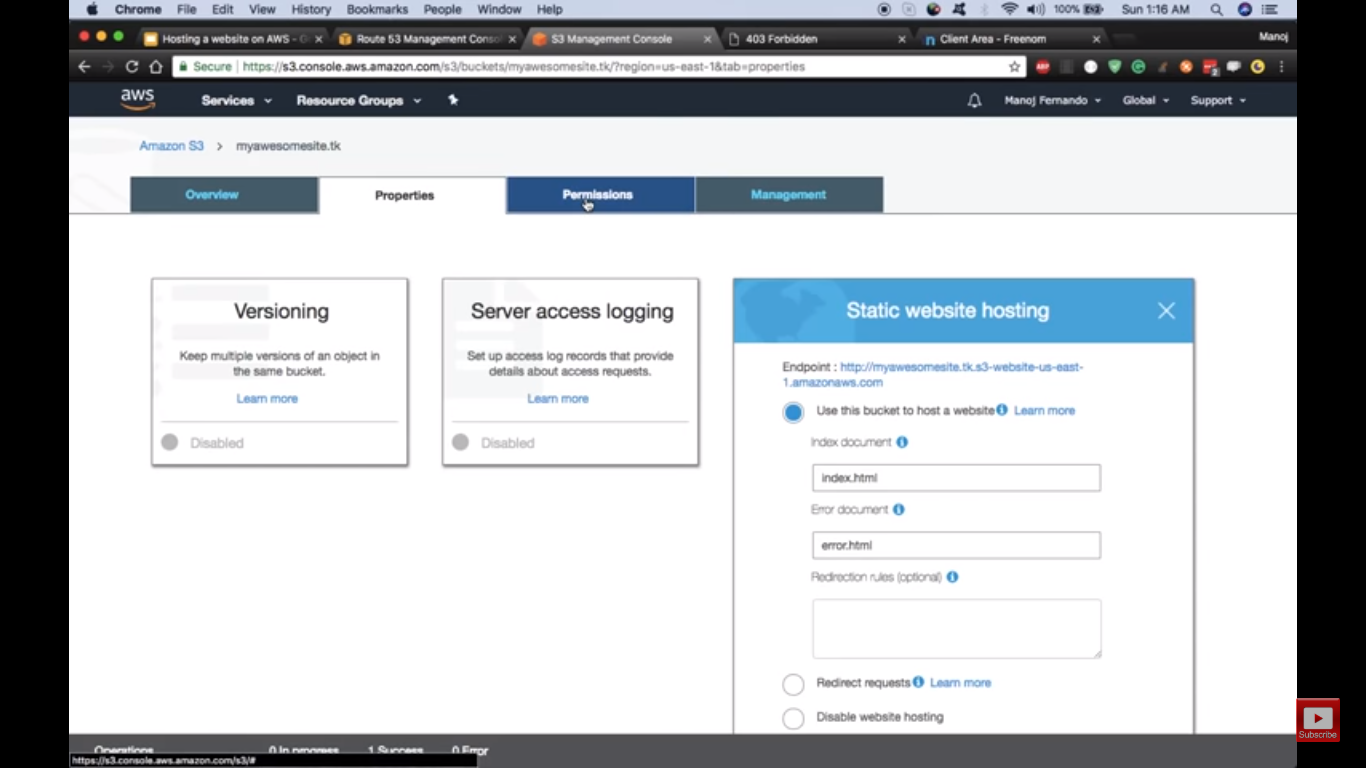 Chrome File Edit View History Bookmarks People Window Help 100% Sun 1:16 AM
Hosting a website on AWS - G Route 53 Management Conso S3 Management Console 403 Forbidden Client Area - Freenom Manoj
Secure https://s3.console.aws.amazon.com/s3/buckets/myawesomesite.tk/?region=us-east-1&tab=properties
aws Services Resource Groups Manoj Fernando Global Support
Amazon S3 > myawesomesite.tk
Overview Properties Permissions Management
Versioning
Keep multiple versions of an object in
the same bucket.
Learn more
Disabled
Server access logging
Set up access log records that provide
details about access requests.
Learn more
Disabled
Static website hosting
Endpoint : http://myawesomesite.tk.s3-website-us-east-
1.amazonaws.com
Use this bucket to host a website Learn more
Index document
index.html
Error document
error.html
Redirection rules (optional)
Redirect requests Learn more
Disable website hosting
Operations 0 In progress 1 Success 0 Error
https://s3.console.aws.amazon.com/s3/#
Subscribe